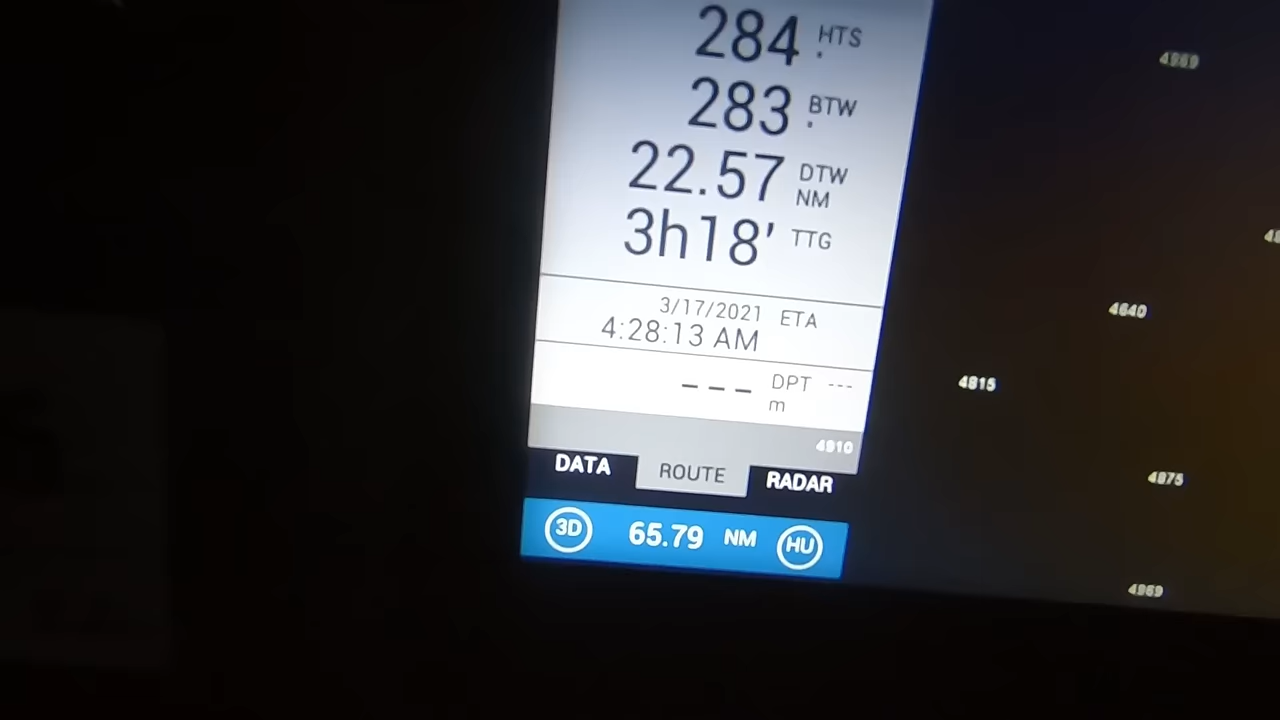 284 HTS
283 BTW
22.57 DTW
NM
3h18' TTG
3/17/2021 ETA
4:28:13 AM
--- DPT ---
m
4910
DATA ROUTE RADAR
3D 65.79 NM HU
4969
4640
4815
4875
4969